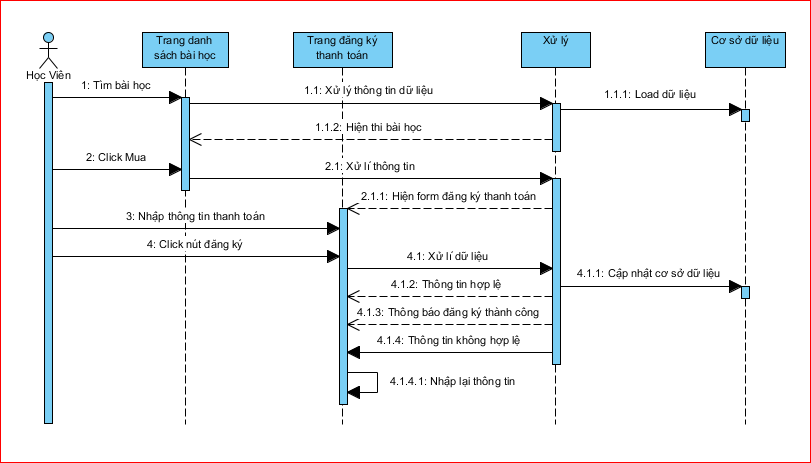 Trang danh
sách bài học
Trang đăng ký
thanh toán
Xử lý
Cơ sở dữ liệu
Học Viên
1: Tìm bài học
1.1: Xử lý thông tin dữ liệu
1.1.1: Load dữ liệu
1.1.2: Hiện thi bài học
2: Click Mua
2.1: Xử lí thông tin
2.1.1: Hiện form đăng ký thanh toán
3: Nhập thông tin thanh toán
4: Click nút đăng ký
4.1: Xử lí dữ liệu
4.1.1: Cập nhật cơ sở dữ liệu
4.1.2: Thông tin hợp lệ
4.1.3: Thông báo đăng ký thành công
4.1.4: Thông tin không hợp lệ
4.1.4.1: Nhập lại thông tin